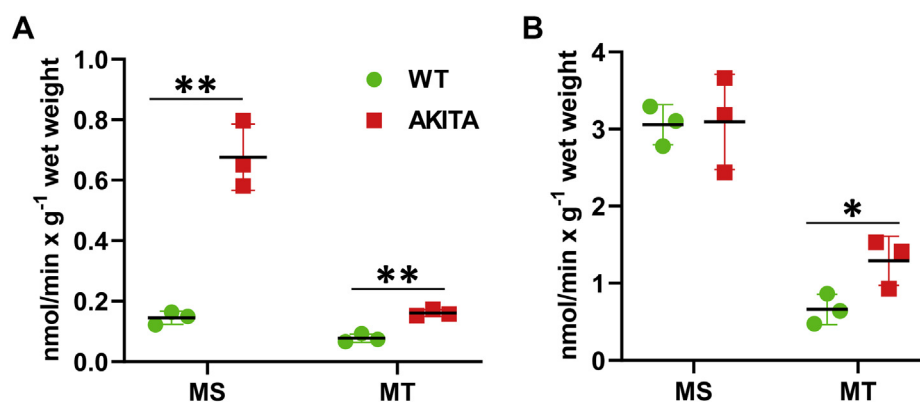 A
nmol/min x g⁻¹ wet weight
1.0
0.8
0.6
0.4
0.2
0.0
**
**
WT
AKITA
MS
MT
B
nmol/min x g⁻¹ wet weight
4
3
2
1
0
*
MS
MT